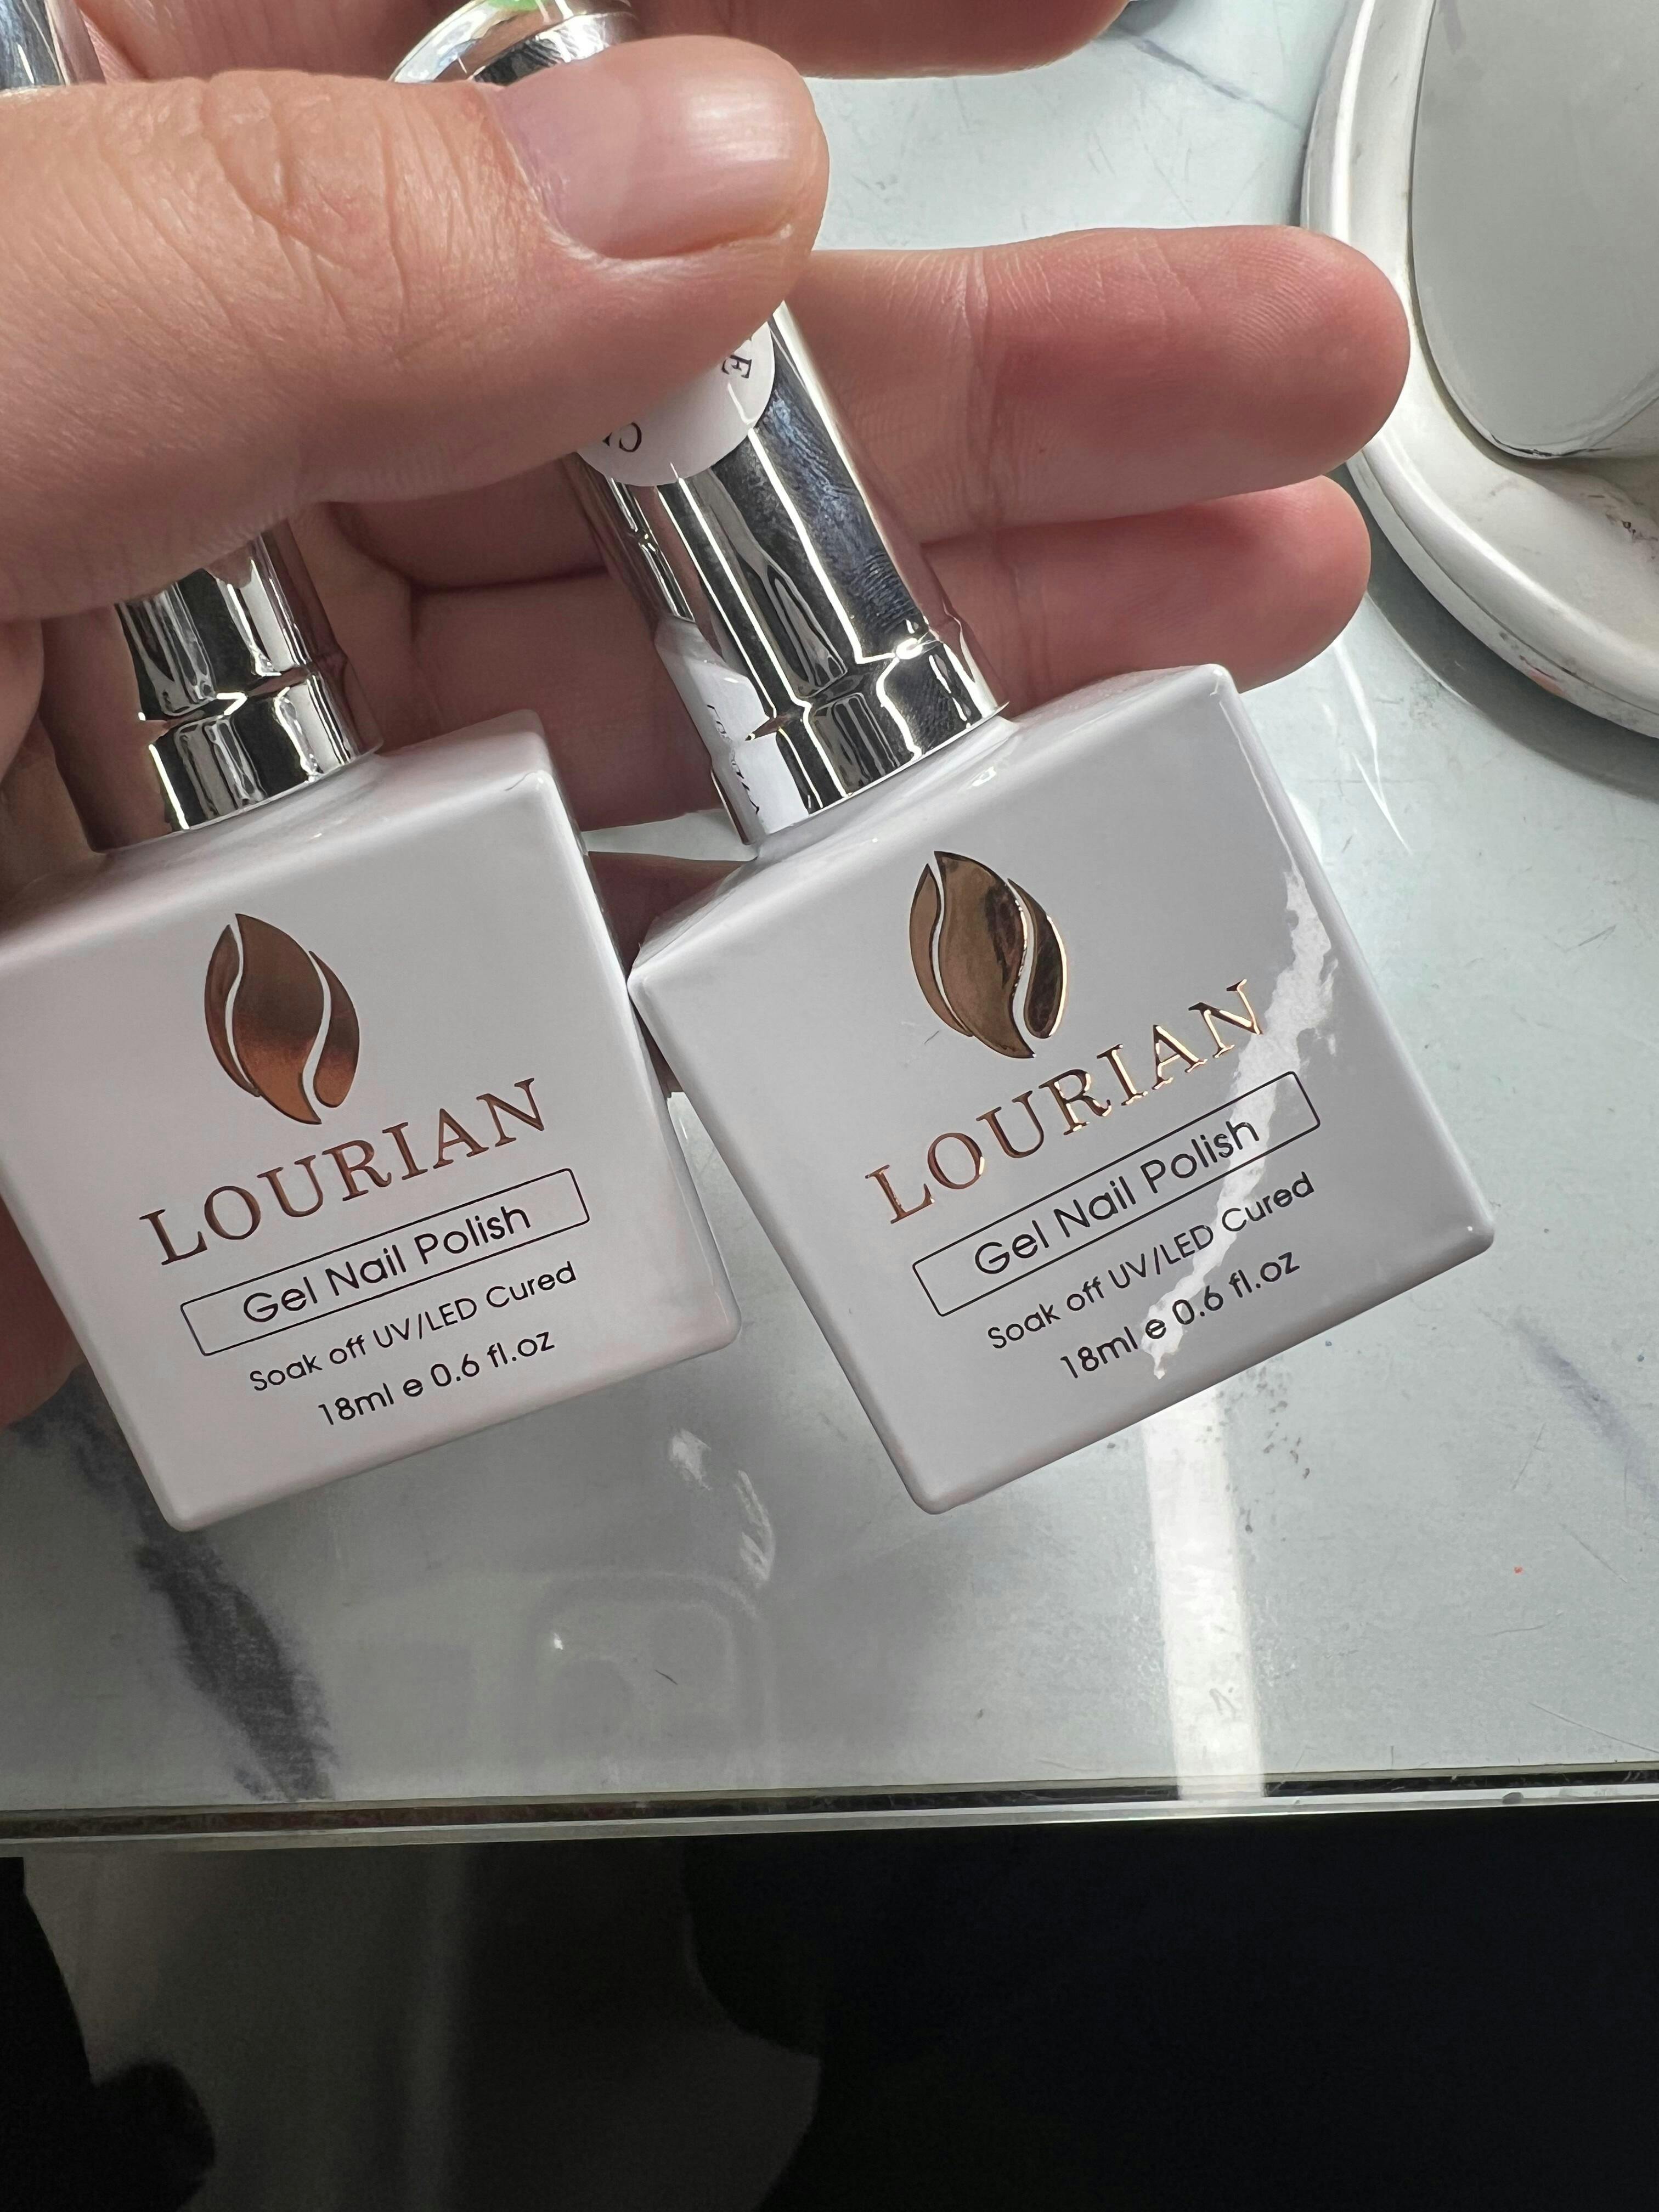 LOURIAN
Gel Nail Polish
Soak off UV/LED Cured
18ml e 0.6 fl.oz
LOURIAN
Gel Nail Polish
Soak off UV/LED Cured
18ml e 0.6 fl.oz